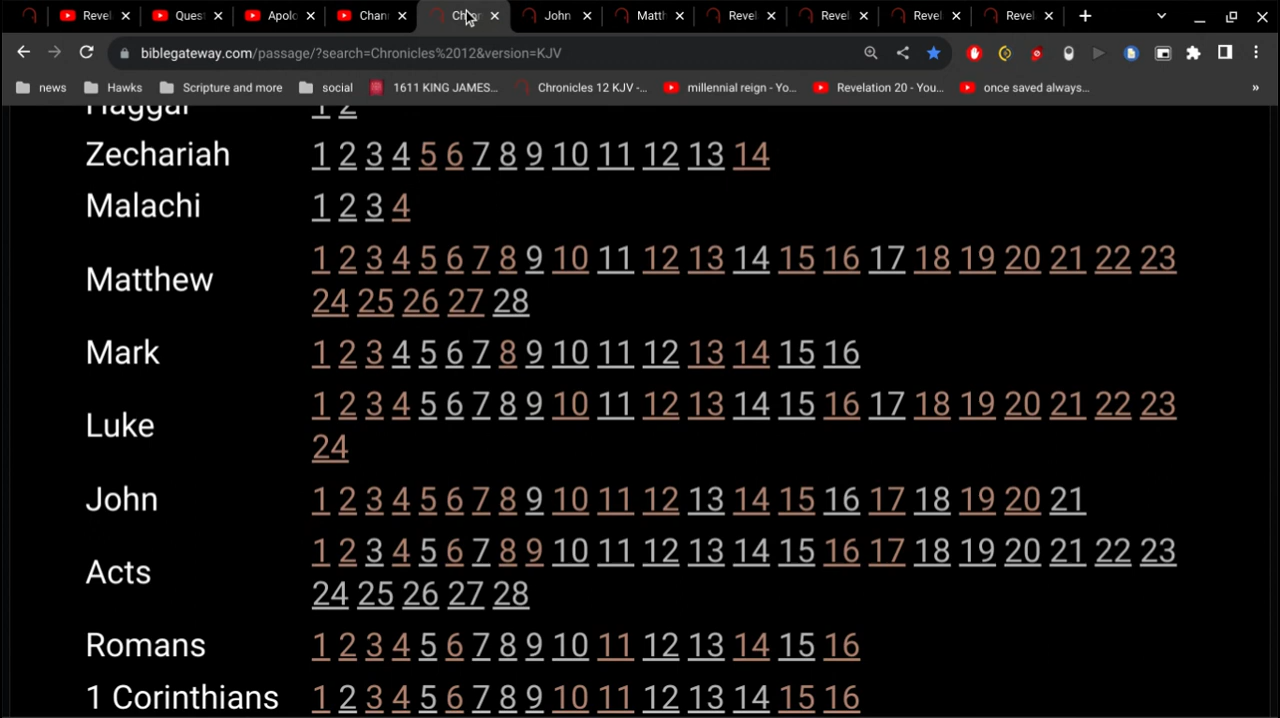 Revel
Quest
Apolo
Chann
Ch
John
Matth
Revel
Revel
Revel
Revel
biblegateway.com/passage/?search=Chronicles%2012&version=KJV
news Hawks Scripture and more social 1611 KING JAMES... Chronicles 12 KJV -... millennial reign - Yo... Revelation 20 - You... once saved always... »
Haggai 1 2
Zechariah 1 2 3 4 5 6 7 8 9 10 11 12 13 14
Malachi 1 2 3 4
Matthew 1 2 3 4 5 6 7 8 9 10 11 12 13 14 15 16 17 18 19 20 21 22 23
24 25 26 27 28
Mark 1 2 3 4 5 6 7 8 9 10 11 12 13 14 15 16
Luke 1 2 3 4 5 6 7 8 9 10 11 12 13 14 15 16 17 18 19 20 21 22 23
24
John 1 2 3 4 5 6 7 8 9 10 11 12 13 14 15 16 17 18 19 20 21
Acts 1 2 3 4 5 6 7 8 9 10 11 12 13 14 15 16 17 18 19 20 21 22 23
24 25 26 27 28
Romans 1 2 3 4 5 6 7 8 9 10 11 12 13 14 15 16
1 Corinthians 1 2 3 4 5 6 7 8 9 10 11 12 13 14 15 16